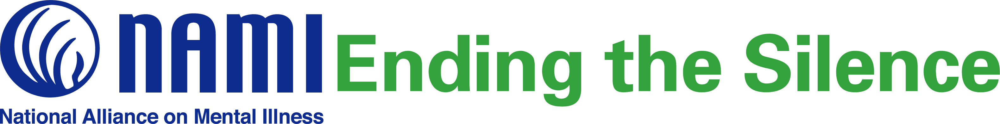 NAMI Ending the Silence
National Alliance on Mental Illness